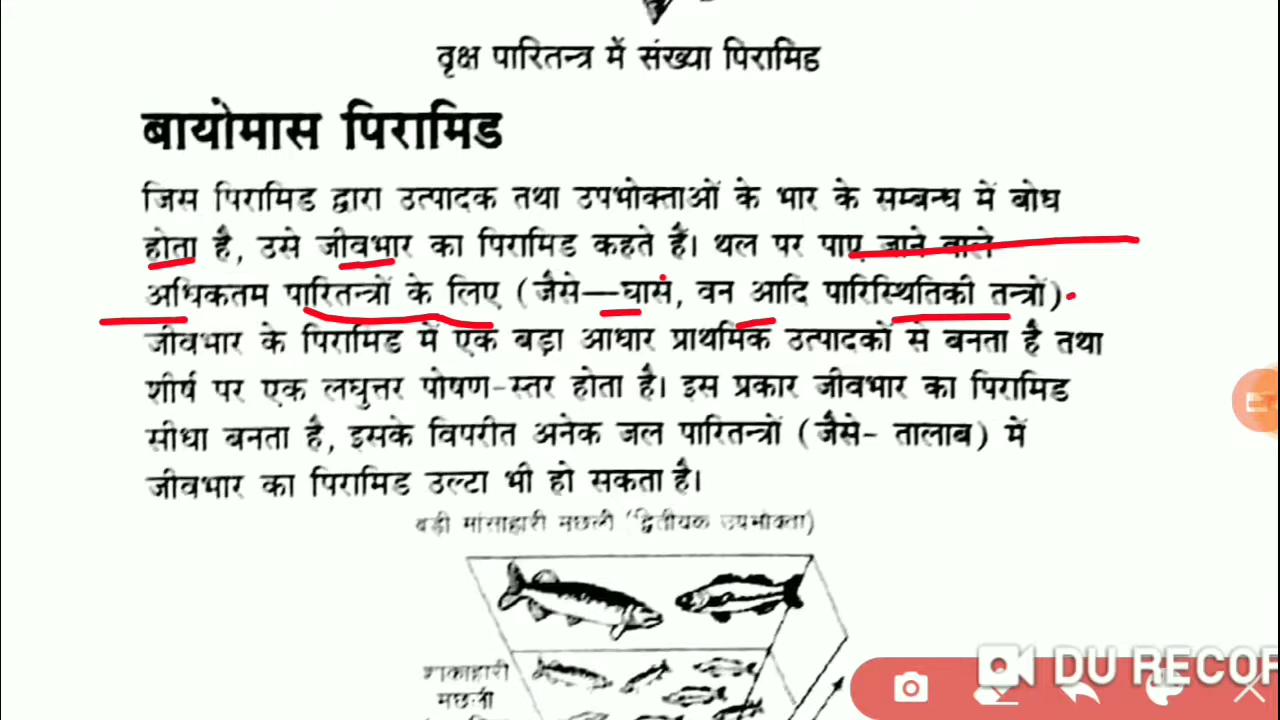 वृक्ष पारितन्त्र में संख्या पिरामिड
बायोमास पिरामिड
जिस पिरामिड द्वारा उत्पादक तथा उपभोक्ताओं के भार के सम्बन्ध में बोध
होता है, उसे जीवभार का पिरामिड कहते हैं। थल पर पाए जाने वाले
अधिकतम पारितन्त्रों के लिए (जैसे—घास, वन आदि पारिस्थितिकी तन्त्रों)
जीवभार के पिरामिड में एक बड़ा आधार प्राथमिक उत्पादकों से बनता है तथा
शीर्ष पर एक लघुत्तर पोषण-स्तर होता है। इस प्रकार जीवभार का पिरामिड
सीधा बनता है, इसके विपरीत अनेक जल पारितन्त्रों (जैसे- तालाब) में
जीवभार का पिरामिड उल्टा भी हो सकता है।
बड़ी मांसाहारी मछली (द्वितीयक उपभोक्ता)
शाकाहारी
मछली
DU RECOR